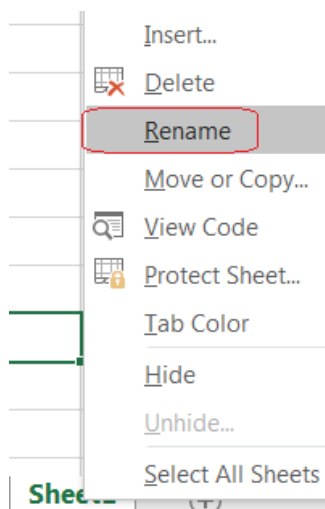 Insert...
Delete
Rename
Move or Copy...
View Code
Protect Sheet...
Tab Color
Hide
Unhide...
Select All Sheets